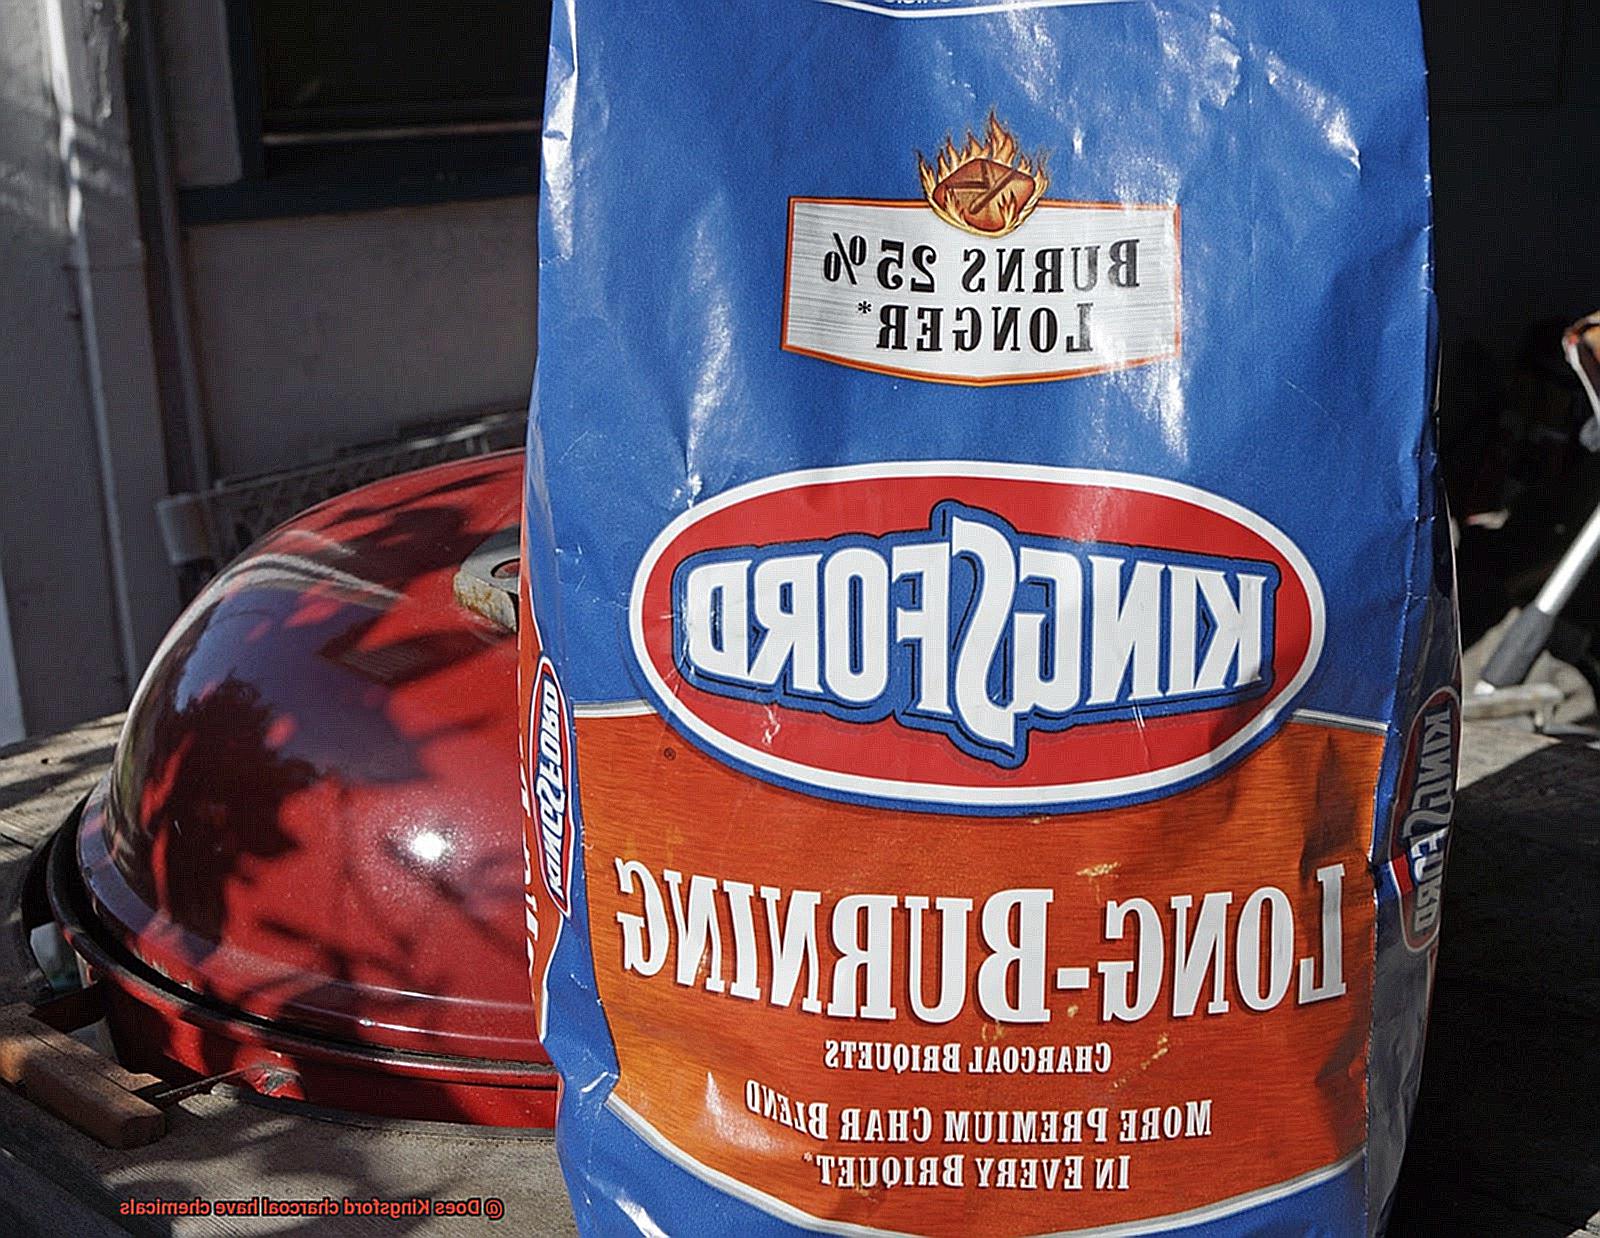 BURNS 25%
LONGER*
KINGSFORD
®
LONG-BURNING
CHARCOAL BRIQUETS
MORE PREMIUM CHAR BLEND
IN EVERY BRIQUET*
KINGSFORD
KINGSFORD
@ Does Kingsford charcoal have chemicals